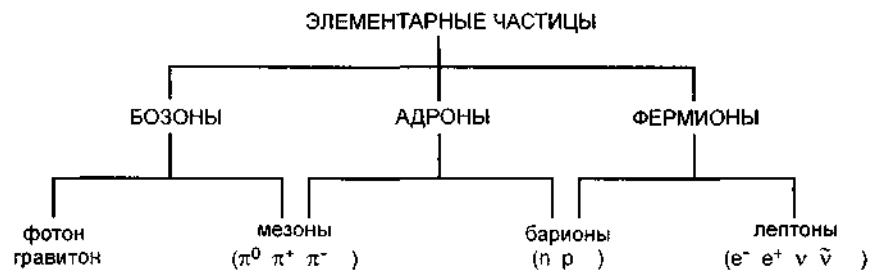 ЭЛЕМЕНТАРНЫЕ ЧАСТИЦЫ
БОЗОНЫ АДРОНЫ ФЕРМИОНЫ
фотон мезоны барионы лептоны
гравитон (π⁰ π⁺ π⁻ ) (n p ) (e⁻ e⁺ ν ν̃ )